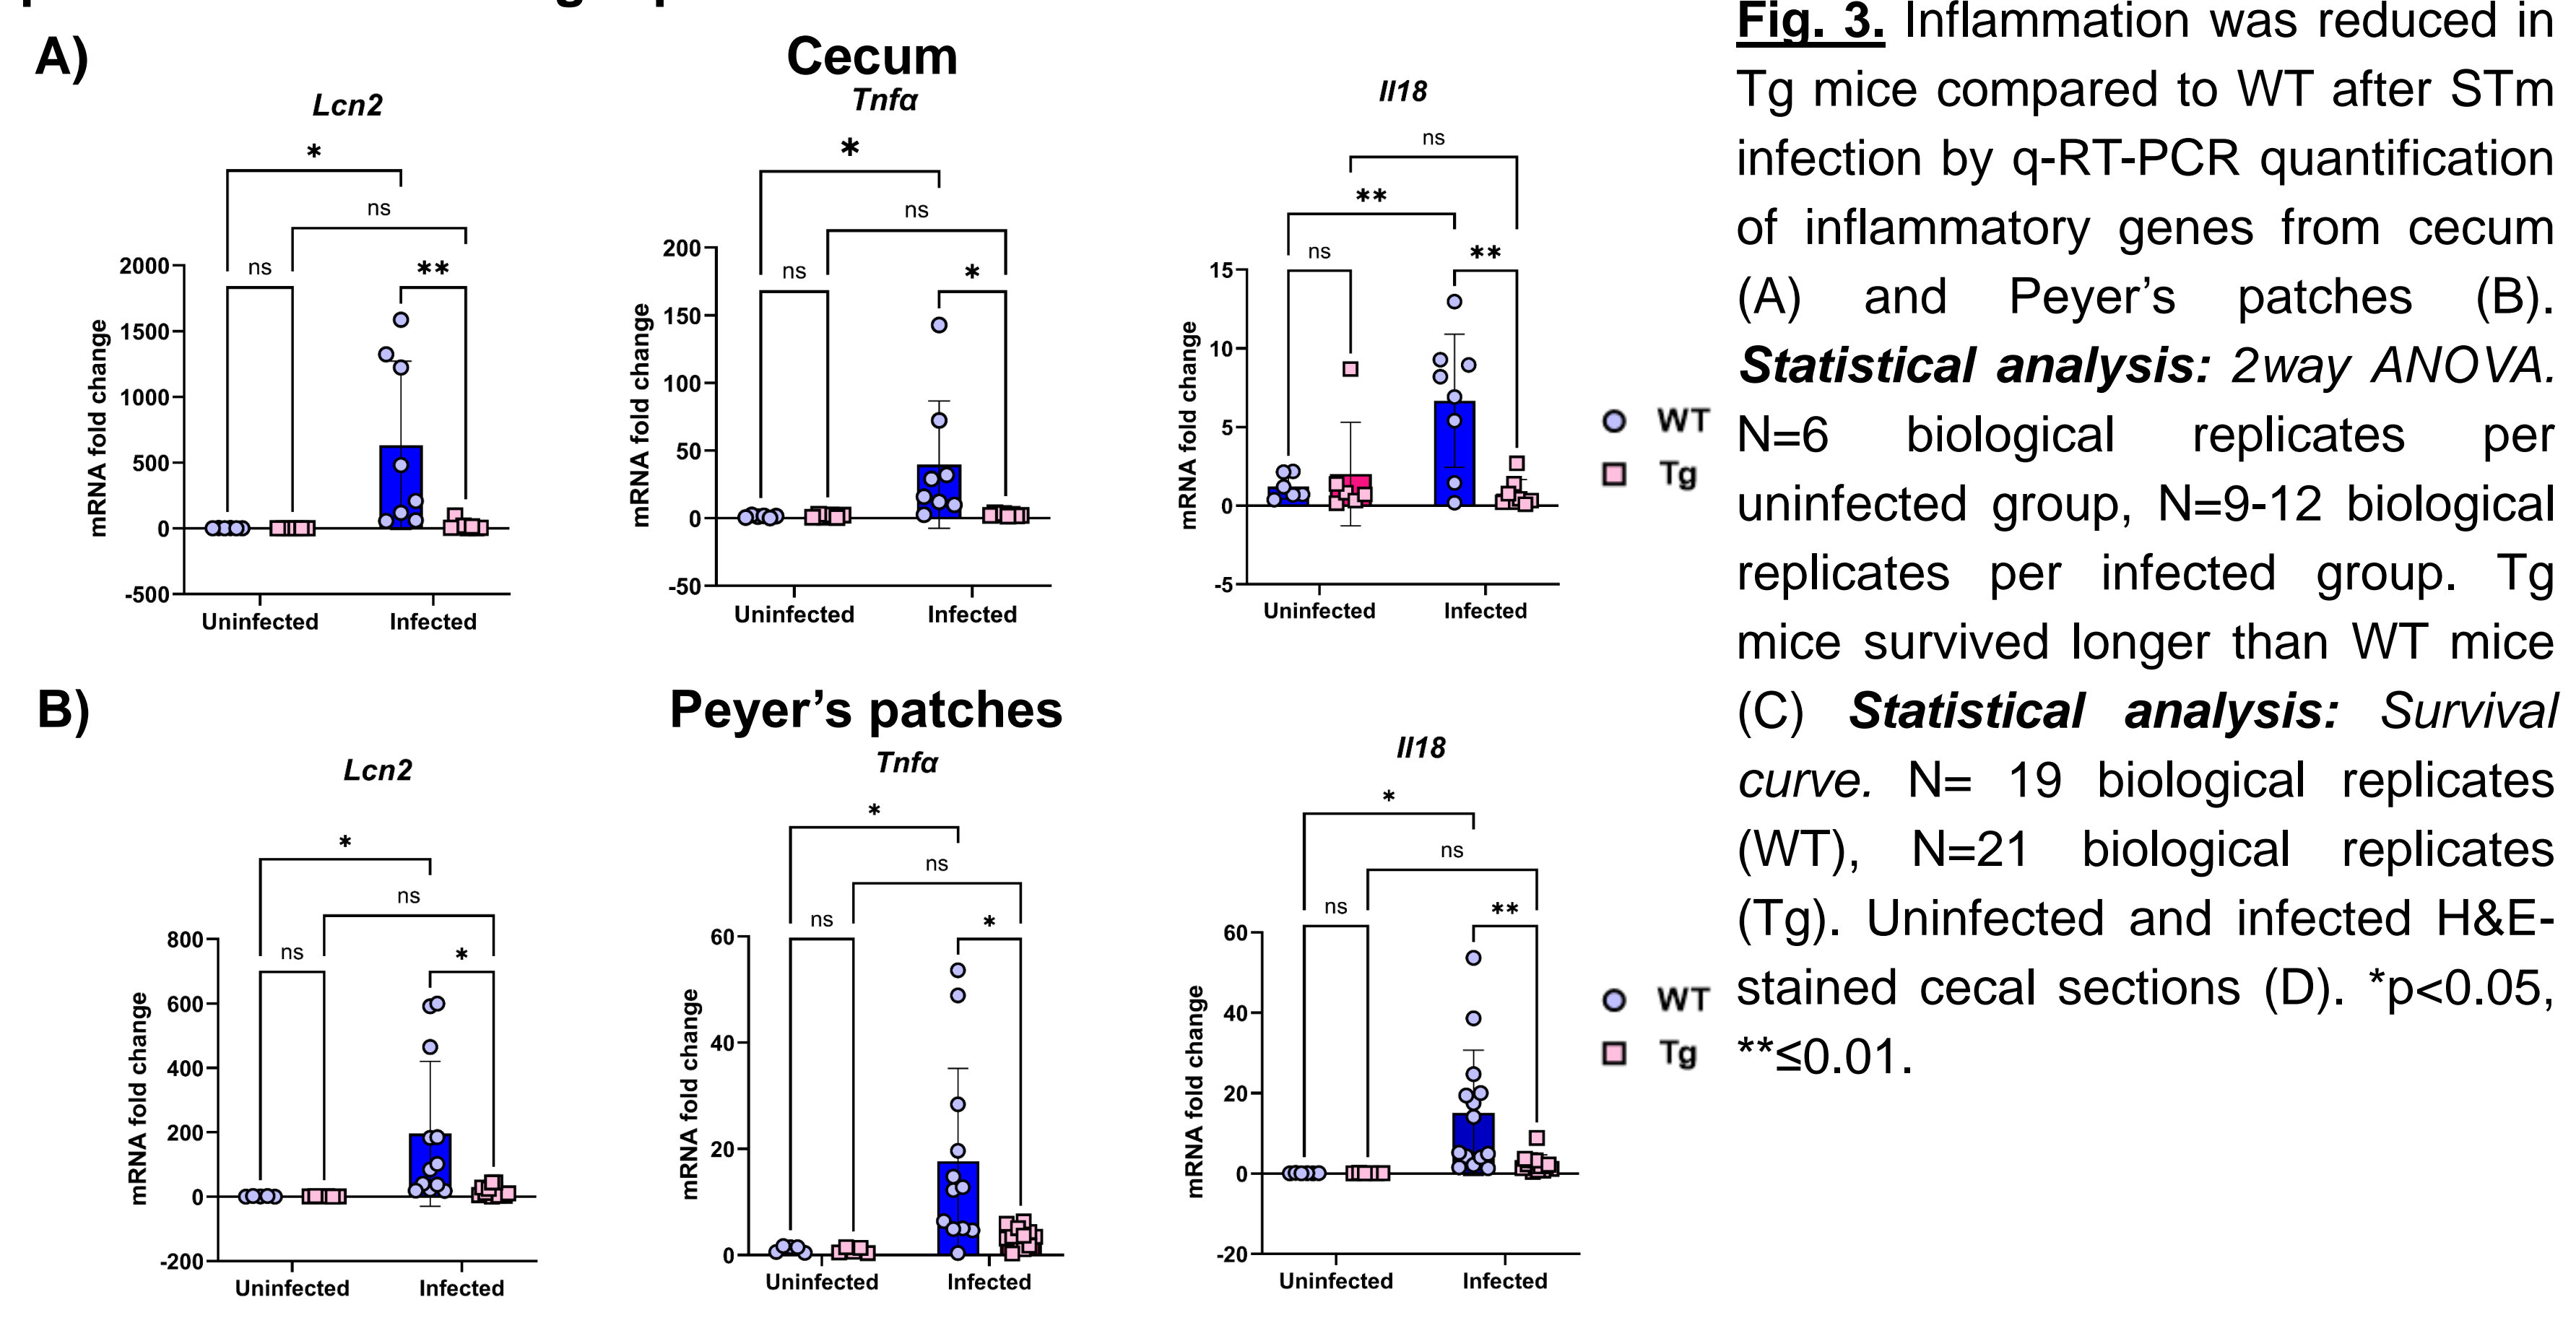 A)
Cecum
Lcn2
*
ns
ns
**
mRNA fold change
2000
1500
1000
500
0
-500
Uninfected
Infected
Tnfα
*
ns
ns
*
mRNA fold change
200
150
100
50
0
-50
Uninfected
Infected
Il18
ns
**
ns
**
mRNA fold change
15
10
5
0
-5
Uninfected
Infected
WT
Tg
B)
Peyer’s patches
Lcn2
*
ns
ns
*
mRNA fold change
800
600
400
200
0
-200
Uninfected
Infected
Tnfα
*
ns
ns
*
mRNA fold change
60
40
20
0
Uninfected
Infected
Il18
*
ns
ns
**
mRNA fold change
60
40
20
0
-20
Uninfected
Infected
WT
Tg
Fig. 3. Inflammation was reduced in
Tg mice compared to WT after STm
infection by q-RT-PCR quantification
of inflammatory genes from cecum
(A) and Peyer’s patches (B).
Statistical analysis: 2way ANOVA.
N=6 biological replicates per
uninfected group, N=9-12 biological
replicates per infected group. Tg
mice survived longer than WT mice
(C) Statistical analysis: Survival
curve. N= 19 biological replicates
(WT), N=21 biological replicates
(Tg). Uninfected and infected H&E-
stained cecal sections (D). *p<0.05,
**≤0.01.